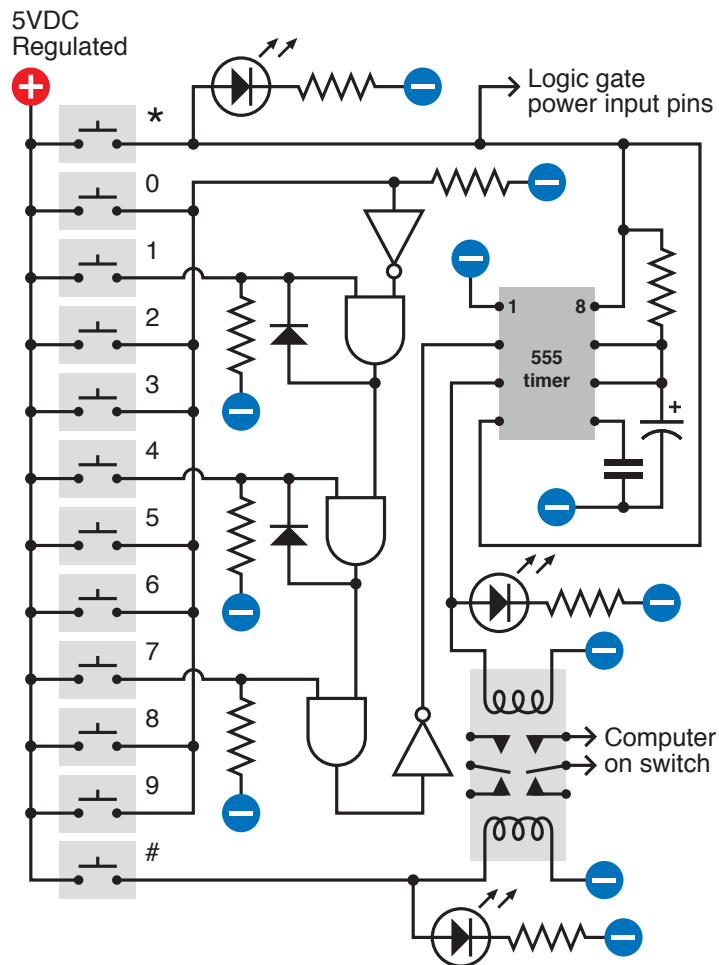 5VDC
Regulated
+
*
Logic gate
power input pins
0
1
1
8
2
555
timer
3
+
4
5
6
7
8
Computer
on switch
9
#